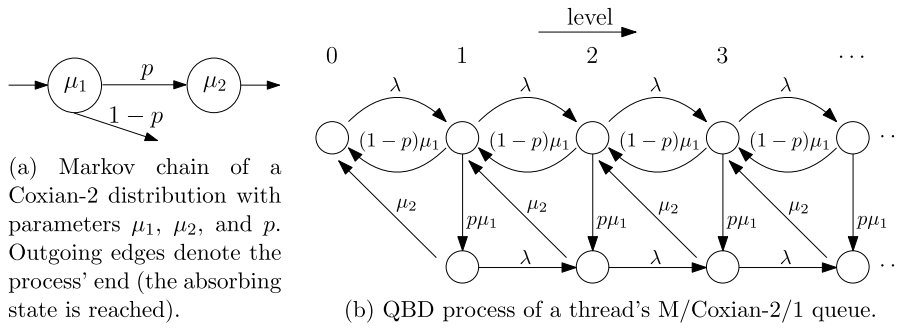 level
0 1 2 3 ···
μ₁ p μ₂
1 − p
λ λ λ λ
(1−p)μ₁ (1−p)μ₁ (1−p)μ₁ (1−p)μ₁ ···
μ₂ pμ₁ μ₂ pμ₁ μ₂ pμ₁ μ₂ pμ₁
λ λ λ ···
(a) Markov chain of a
Coxian-2 distribution with
parameters μ₁, μ₂, and p.
Outgoing edges denote the
process' end (the absorbing
state is reached).
(b) QBD process of a thread's M/Coxian-2/1 queue.